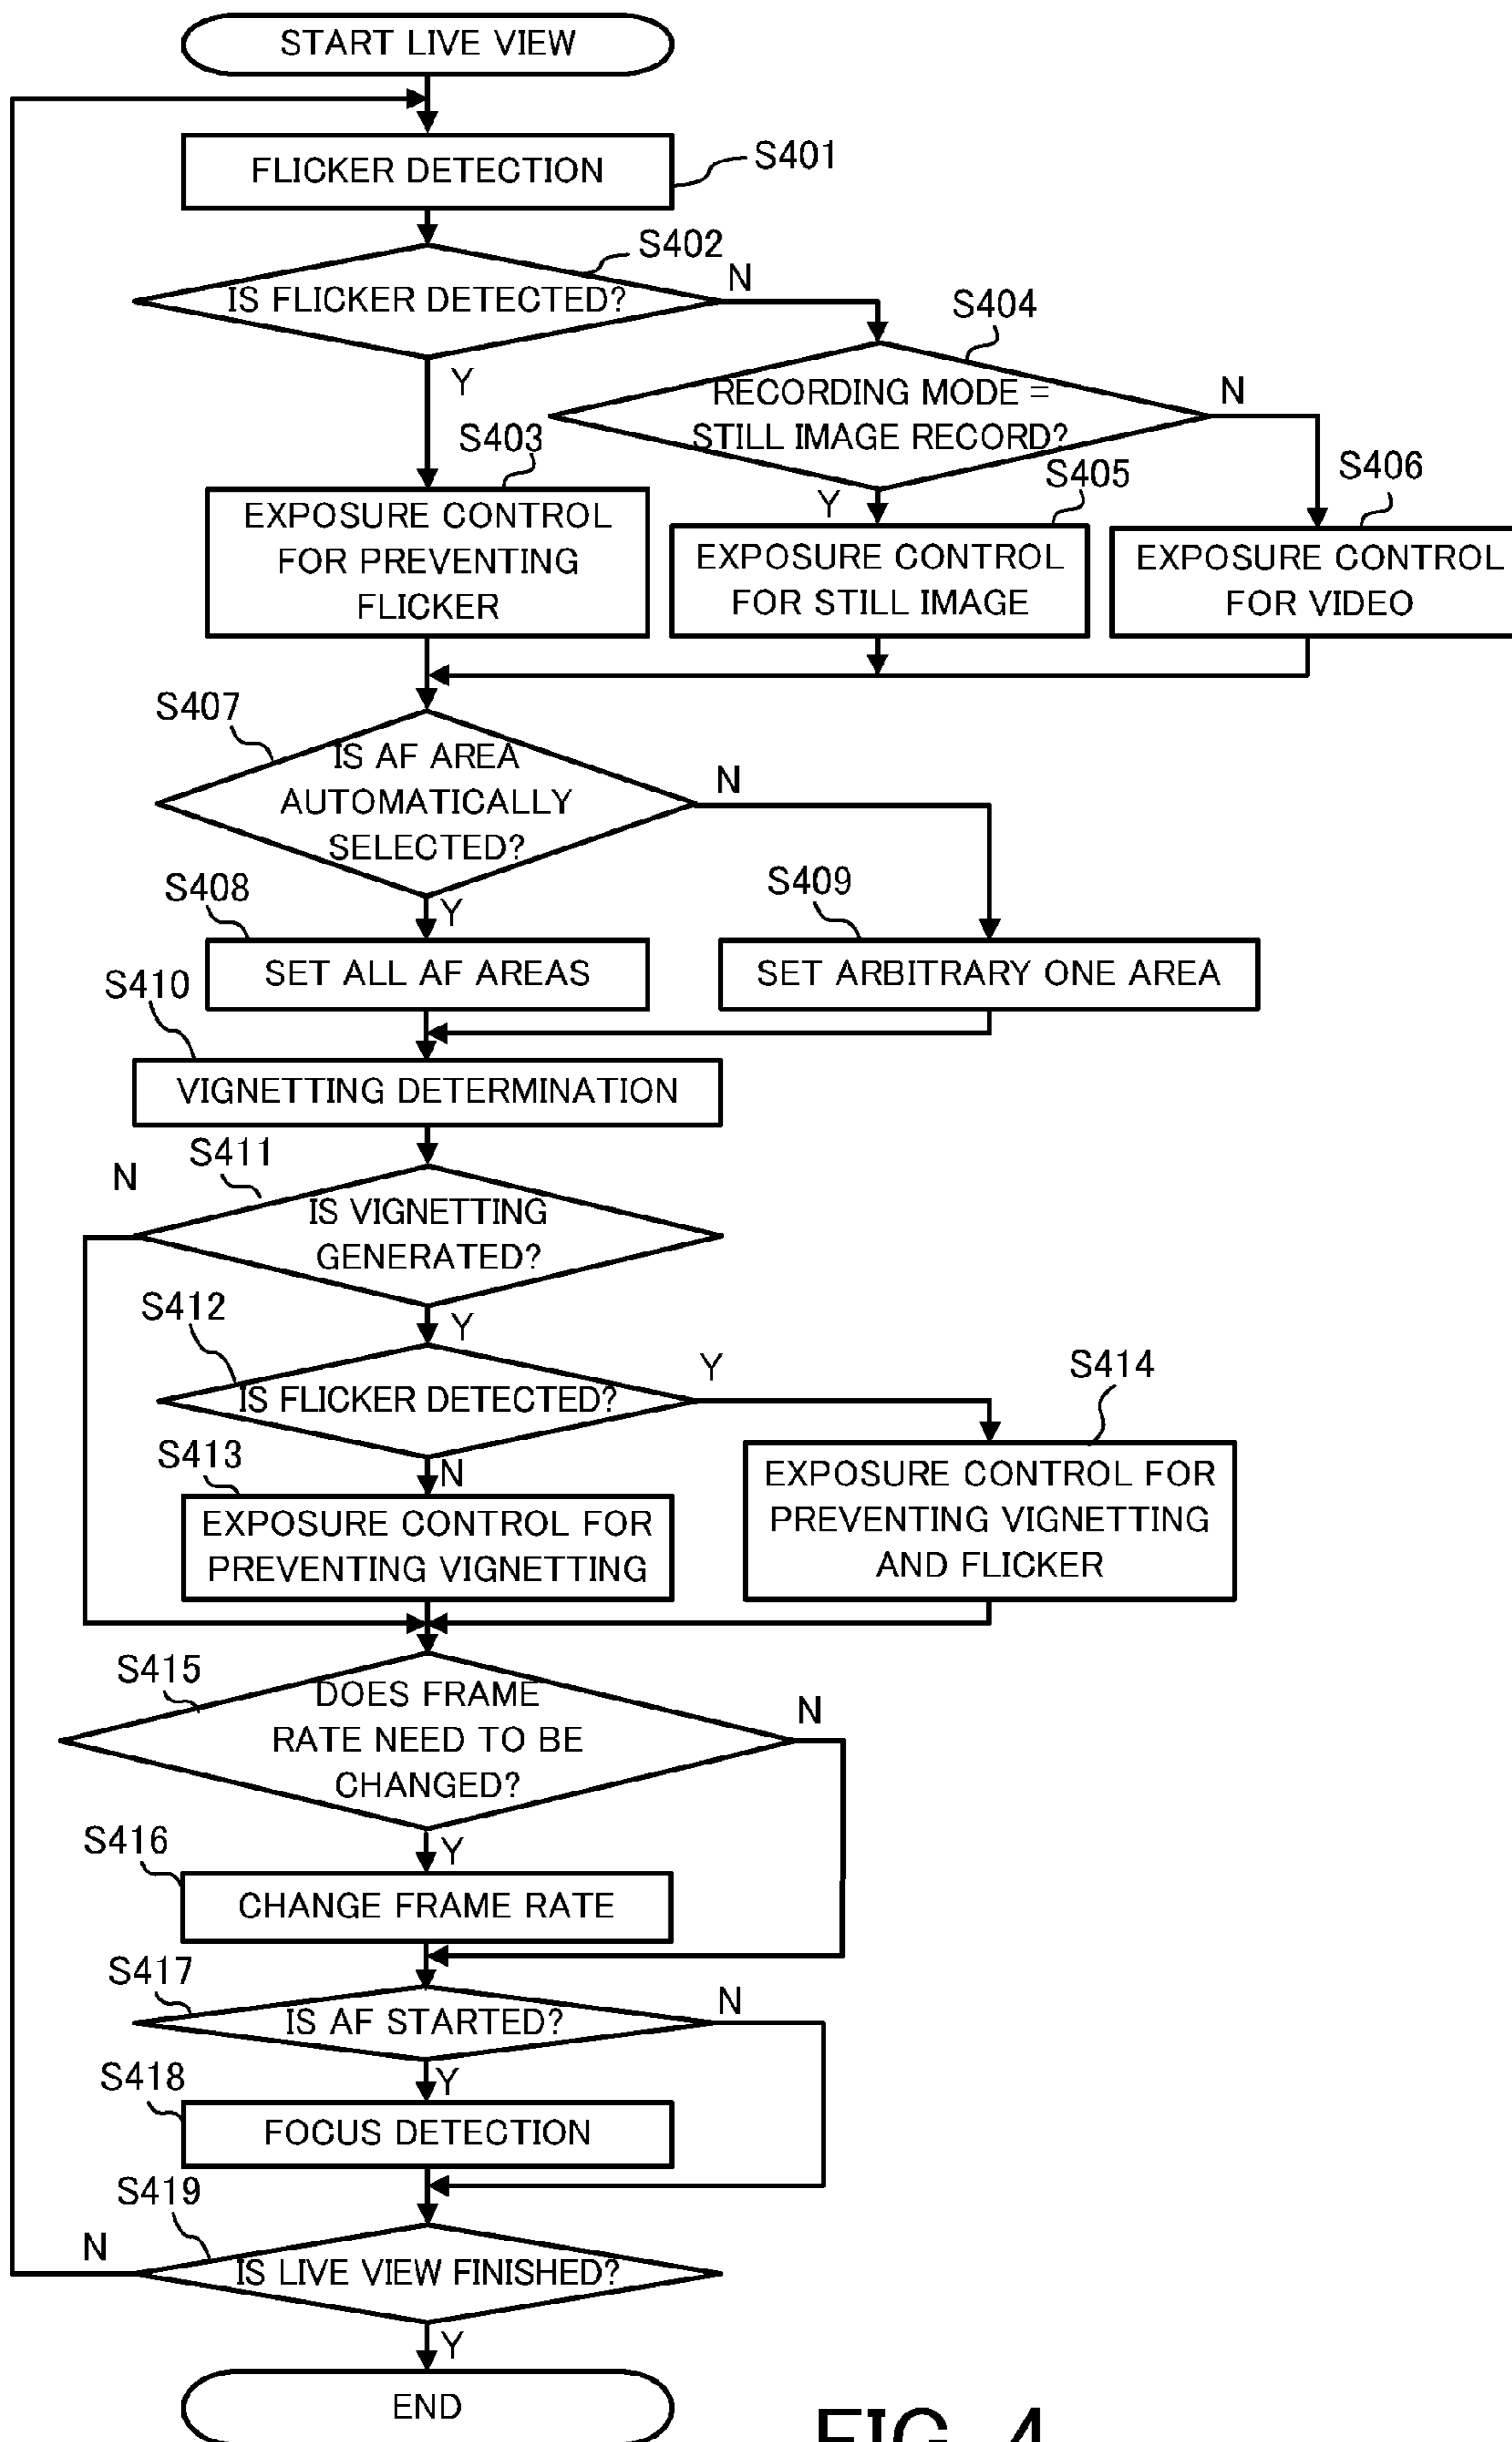 START LIVE VIEW
FLICKER DETECTION
S401
S402
IS FLICKER DETECTED?
N
Y
S404
RECORDING MODE =
STILL IMAGE RECORD?
N
Y
S403
EXPOSURE CONTROL
FOR PREVENTING
FLICKER
S405
EXPOSURE CONTROL
FOR STILL IMAGE
S406
EXPOSURE CONTROL
FOR VIDEO
S407
IS AF AREA
AUTOMATICALLY
SELECTED?
N
Y
S408
SET ALL AF AREAS
S409
SET ARBITRARY ONE AREA
S410
VIGNETTING DETERMINATION
S411
N
IS VIGNETTING
GENERATED?
Y
S412
IS FLICKER DETECTED?
Y
N
S413
EXPOSURE CONTROL FOR
PREVENTING VIGNETTING
S414
EXPOSURE CONTROL FOR
PREVENTING VIGNETTING
AND FLICKER
S415
DOES FRAME
RATE NEED TO BE
CHANGED?
N
Y
S416
CHANGE FRAME RATE
S417
IS AF STARTED?
N
Y
S418
FOCUS DETECTION
S419
N
IS LIVE VIEW FINISHED?
Y
END
FIG. 4